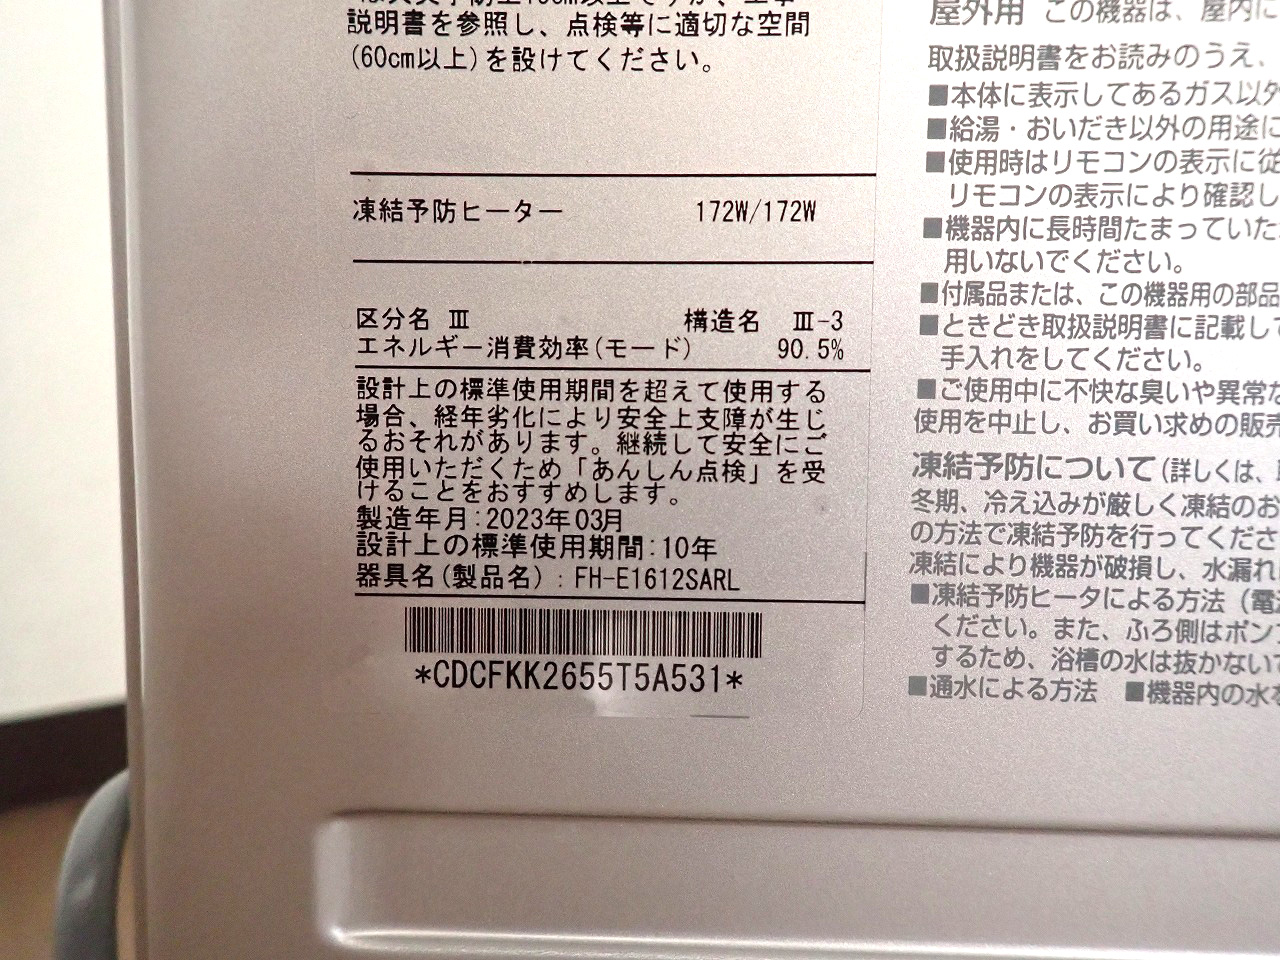 説明書を参照し、点検等に適切な空間
(60cm以上)を設けてください。
凍結予防ヒーター 172W/172W
区分名 Ⅲ 構造名 Ⅲ-3
エネルギー消費効率(モード) 90.5%
設計上の標準使用期間を超えて使用する
場合、経年劣化により安全上支障が生じ
るおそれがあります。継続して安全にご
使用いただくため「あんしん点検」を受
けることをおすすめします。
製造年月:2023年03月
設計上の標準使用期間:10年
器具名(製品名):FH-E1612SARL
*CDCFKK2655T5A531*
屋外用 この機器は、屋内に
取扱説明書をお読みのうえ、
■本体に表示してあるガス以外
■給湯・おいだき以外の用途に
■使用時はリモコンの表示に従
リモコンの表示により確認し
■機器内に長時間たまっていた
用いないでください。
■付属品または、この機器用の部品
■ときどき取扱説明書に記載して
手入れをしてください。
■ご使用中に不快な臭いや異常な
使用を中止し、お買い求めの販売
凍結予防について(詳しくは、
冬期、冷え込みが厳しく凍結のお
の方法で凍結予防を行ってくださ
凍結により機器が破損し、水漏れ
■凍結予防ヒータによる方法(電
ください。また、ふろ側はポンプ
するため、浴槽の水は抜かないで
■通水による方法 ■機器内の水を